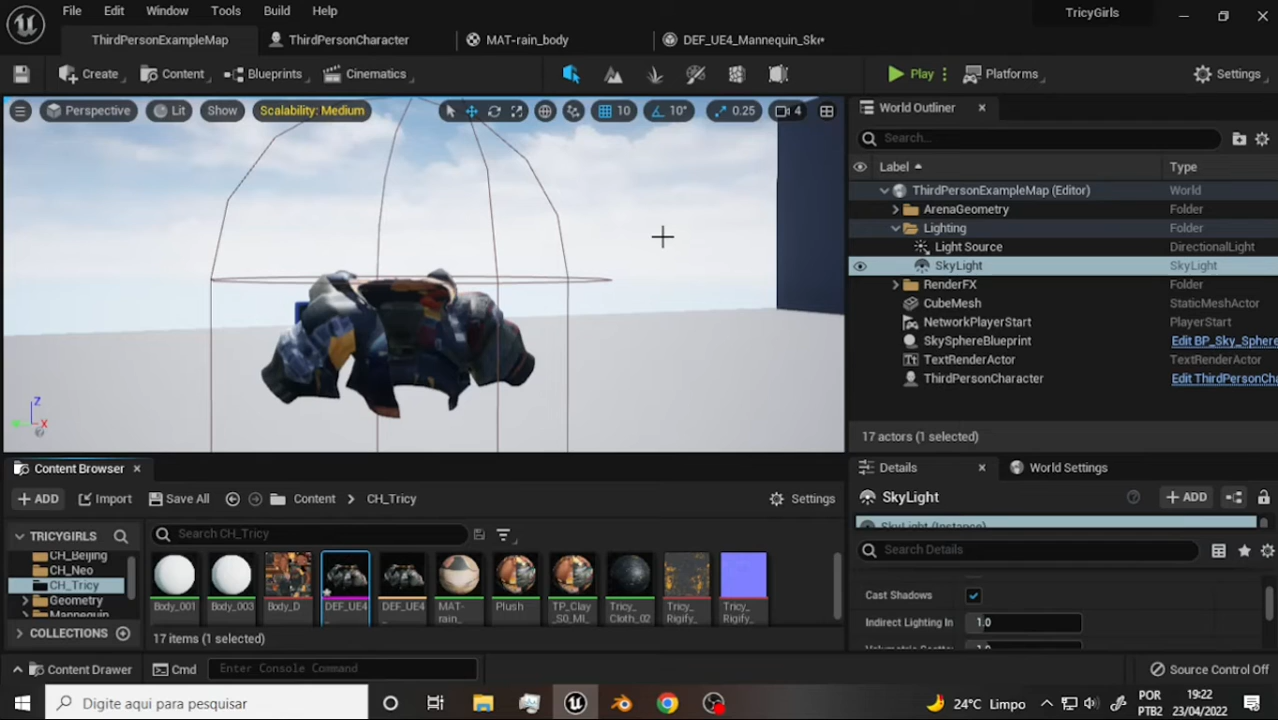 File Edit Window Tools Build Help
TricyGirls
ThirdPersonExampleMap ThirdPersonCharacter MAT-rain_body DEF_UE4_Mannequin_Ske•
Create Content Blueprints Cinematics Play Platforms Settings
Perspective Lit Show Scalability: Medium 10 10° 0.25 4
World Outliner
Search...
Label Type
ThirdPersonExampleMap (Editor) World
ArenaGeometry Folder
Lighting Folder
Light Source DirectionalLight
SkyLight SkyLight
RenderFX Folder
CubeMesh StaticMeshActor
NetworkPlayerStart PlayerStart
SkySphereBlueprint Edit BP_Sky_Sphere
TextRenderActor TextRenderActor
ThirdPersonCharacter Edit ThirdPersonCha
17 actors (1 selected)
Z
X
Content Browser
Details World Settings
SkyLight ADD
SkyLight (Instance)
Search Details
Cast Shadows
Indirect Lighting In 1.0
ADD Import Save All Content CH_Tricy Settings
TRICYGIRLS
CH_Beijing
CH_Neo
CH_Tricy
Geometry
Mannequin
COLLECTIONS
Search CH_Tricy
Body_001 Body_003 Body_D DEF_UE4 DEF_UE4 MAT- Plush TP_Clay Tricy_ Tricy_ Tricy_
_ _ rain_ _S0_MI_ Cloth_02 Rigify_ Rigify_
17 items (1 selected)
Content Drawer Cmd Enter Console Command Source Control Off
Digite aqui para pesquisar
24°C Limpo
POR
PTB2
19:22
23/04/2022